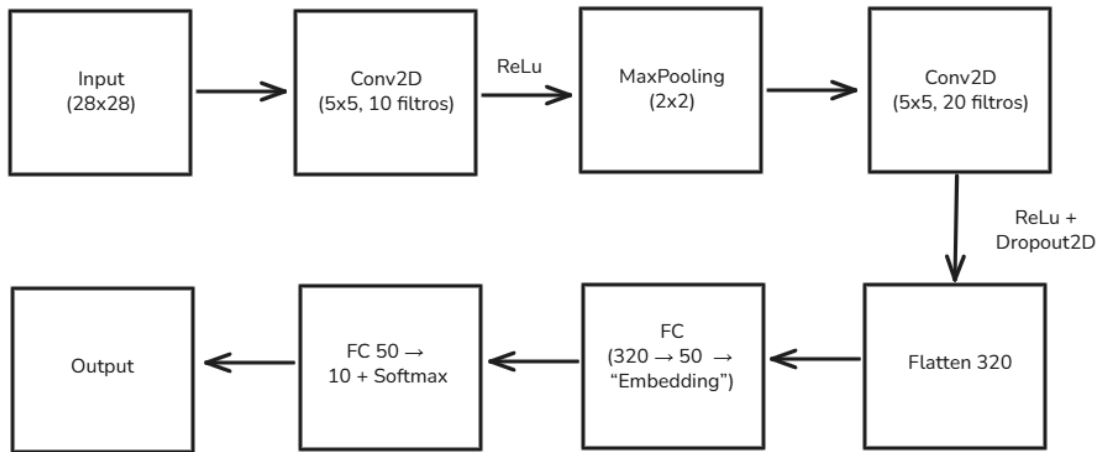 Input
(28x28)
Conv2D
(5x5, 10 filtros)
ReLu
MaxPooling
(2x2)
Conv2D
(5x5, 20 filtros)
ReLu +
Dropout2D
Flatten 320
FC
(320 → 50 →
“Embedding”)
FC 50 →
10 + Softmax
Output